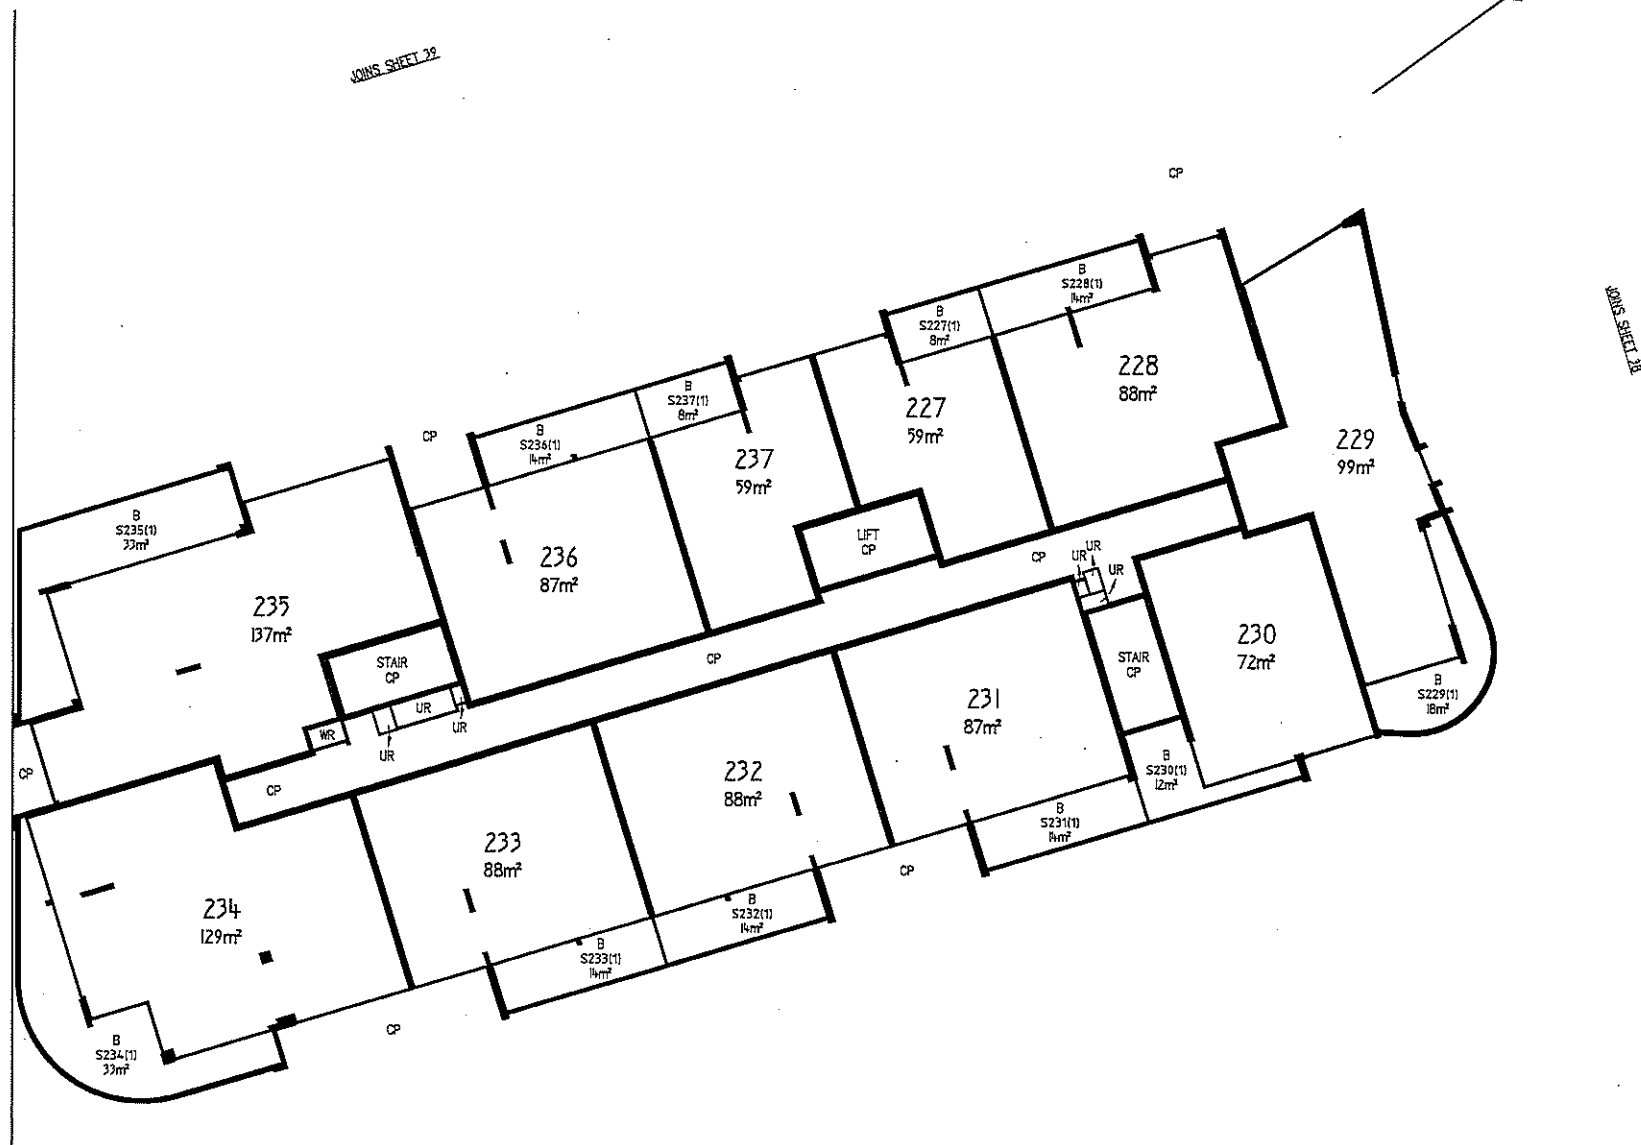 JOINS SHEET 39
CP
JOINS SHEET 28
B
S228(1)
14m²
B
S227(1)
8m²
228
88m²
227
59m²
229
99m²
B
S237(1)
8m²
B
S236(1)
14m²
CP
237
59m²
236
87m²
LIFT
CP
B
S235(1)
33m²
235
137m²
CP
UR
UR
UR
STAIR
CP
230
72m²
STAIR
CP
CP
B
S229(1)
18m²
UR
UR
WR
UR
231
87m²
B
S230(1)
12m²
CP
CP
232
88m²
B
S231(1)
14m²
233
88m²
CP
234
129m²
B
S232(1)
14m²
B
S233(1)
14m²
CP
B
S234(1)
33m²